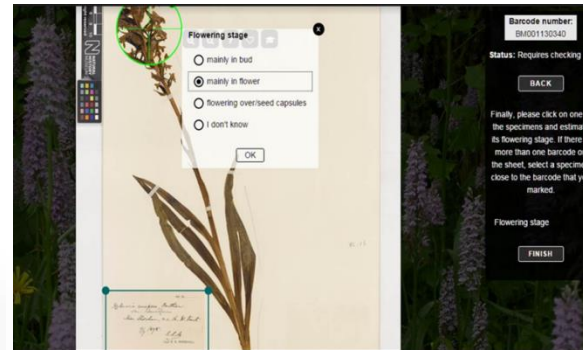 Flowering stage
x
mainly in bud
mainly in flower
flowering over/seed capsules
I don't know
OK
Barcode number:
BM001130340
Status: Requires checking
BACK
Finally, please click on one
the specimens and estima
its flowering stage. If there
more than one barcode o
the sheet, select a specime
close to the barcode that yo
marked.
Flowering stage
FINISH